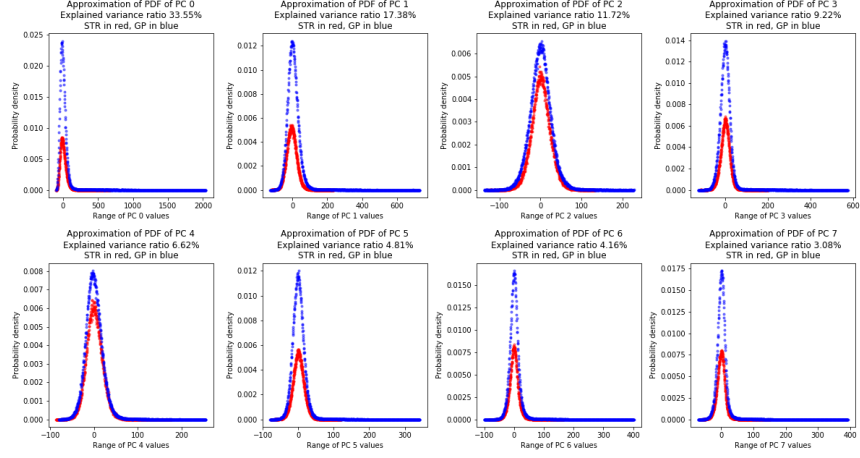 Approximation of PDF of PC 0
Explained variance ratio 33.55%
STR in red, GP in blue
0.025
0.020
0.015
0.010
0.005
0.000
Probability density
0
500
1000
1500
2000
Range of PC 0 values
Approximation of PDF of PC 1
Explained variance ratio 17.38%
STR in red, GP in blue
0.012
0.010
0.008
0.006
0.004
0.002
0.000
Probability density
0
200
400
600
Range of PC 1 values
Approximation of PDF of PC 2
Explained variance ratio 11.72%
STR in red, GP in blue
0.006
0.005
0.004
0.003
0.002
0.001
0.000
Probability density
−100
0
100
200
Range of PC 2 values
Approximation of PDF of PC 3
Explained variance ratio 9.22%
STR in red, GP in blue
0.014
0.012
0.010
0.008
0.006
0.004
0.002
0.000
Probability density
0
200
400
600
Range of PC 3 values
Approximation of PDF of PC 4
Explained variance ratio 6.62%
STR in red, GP in blue
0.008
0.007
0.006
0.005
0.004
0.003
0.002
0.001
0.000
Probability density
−100
0
100
200
Range of PC 4 values
Approximation of PDF of PC 5
Explained variance ratio 4.81%
STR in red, GP in blue
0.012
0.010
0.008
0.006
0.004
0.002
0.000
Probability density
−100
0
100
200
300
Range of PC 5 values
Approximation of PDF of PC 6
Explained variance ratio 4.16%
STR in red, GP in blue
0.0150
0.0125
0.0100
0.0075
0.0050
0.0025
0.0000
Probability density
−100
0
100
200
300
400
Range of PC 6 values
Approximation of PDF of PC 7
Explained variance ratio 3.08%
STR in red, GP in blue
0.0175
0.0150
0.0125
0.0100
0.0075
0.0050
0.0025
0.0000
Probability density
−100
0
100
200
300
400
Range of PC 7 values